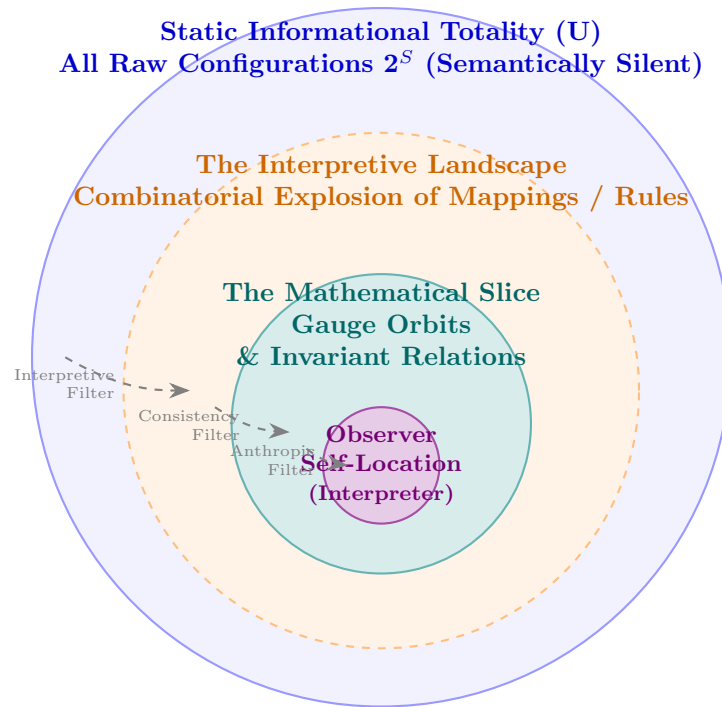 Static Informational Totality (U)
All Raw Configurations 2^S (Semantically Silent)
The Interpretive Landscape
Combinatorial Explosion of Mappings / Rules
The Mathematical Slice
Gauge Orbits
& Invariant Relations
Interpretive
Filter
Consistency
Filter
Anthropic
Filter
Observer
Self-Location
(Interpreter)